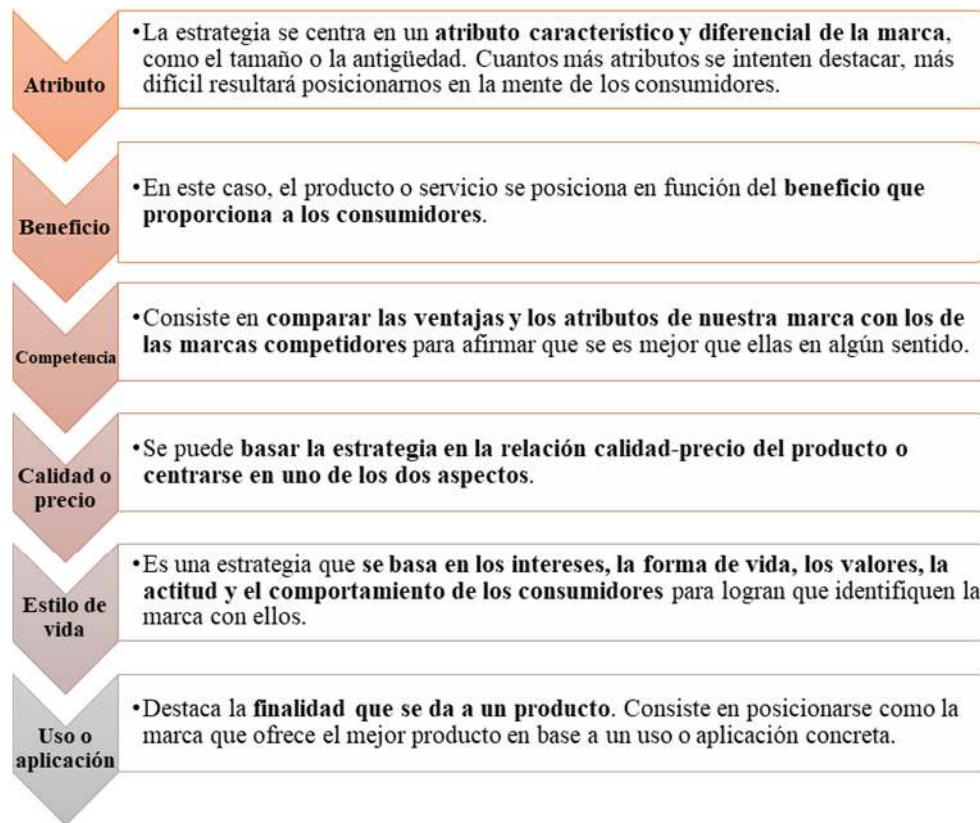 Atributo
•La estrategia se centra en un atributo característico y diferencial de la marca,
como el tamaño o la antigüedad. Cuantos más atributos se intenten destacar, más
difícil resultará posicionarnos en la mente de los consumidores.
Beneficio
•En este caso, el producto o servicio se posiciona en función del beneficio que
proporciona a los consumidores.
Competencia
•Consiste en comparar las ventajas y los atributos de nuestra marca con los de
las marcas competidores para afirmar que se es mejor que ellas en algún sentido.
Calidad o
precio
•Se puede basar la estrategia en la relación calidad-precio del producto o
centrarse en uno de los dos aspectos.
Estilo de
vida
•Es una estrategia que se basa en los intereses, la forma de vida, los valores, la
actitud y el comportamiento de los consumidores para logran que identifiquen la
marca con ellos.
Uso o
aplicación
•Destaca la finalidad que se da a un producto. Consiste en posicionarse como la
marca que ofrece el mejor producto en base a un uso o aplicación concreta.